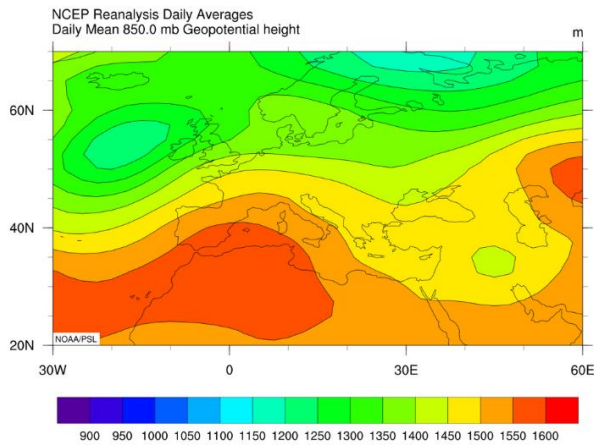 NCEP Reanalysis Daily Averages
Daily Mean 850.0 mb Geopotential height
m
60N
40N
20N
NOAA/PSL
30W 0 30E 60E
900 950 1000 1050 1100 1150 1200 1250 1300 1350 1400 1450 1500 1550 1600